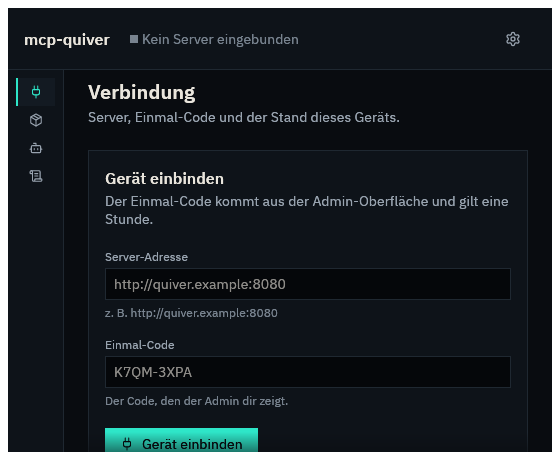 mcp-quiver
Kein Server eingebunden
Verbindung
Server, Einmal-Code und der Stand dieses Geräts.
Gerät einbinden
Der Einmal-Code kommt aus der Admin-Oberfläche und gilt eine
Stunde.
Server-Adresse
http://quiver.example:8080
z. B. http://quiver.example:8080
Einmal-Code
K7QM-3XPA
Der Code, den der Admin dir zeigt.
Gerät einbinden